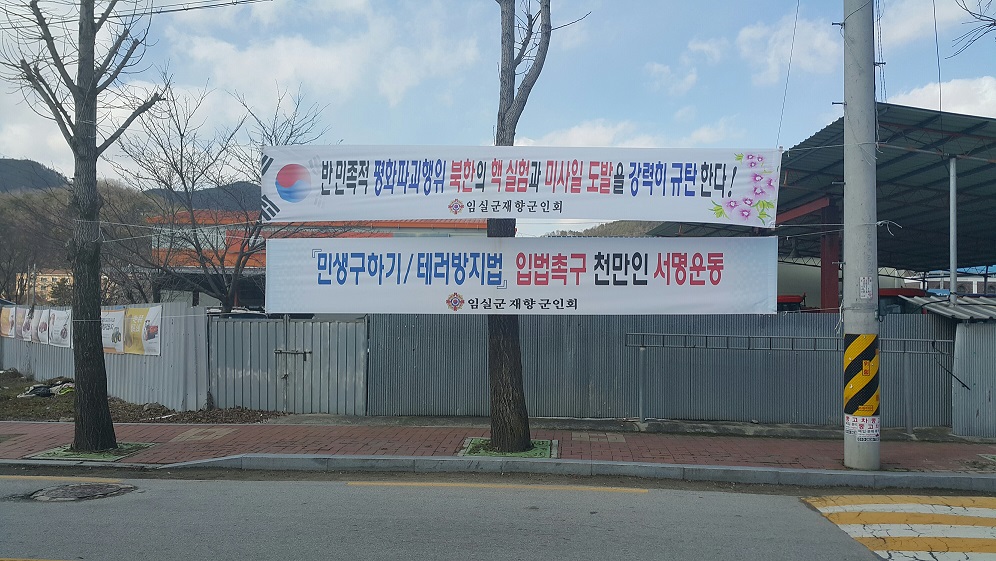 반민족적 평화파괴행위 북한의 핵 실험과 미사일 도발을 강력히 규탄 한다!
임실군재향군인회
『민생구하기/테러방지법』 입법촉구 천만인 서명운동
임실군재향군인회